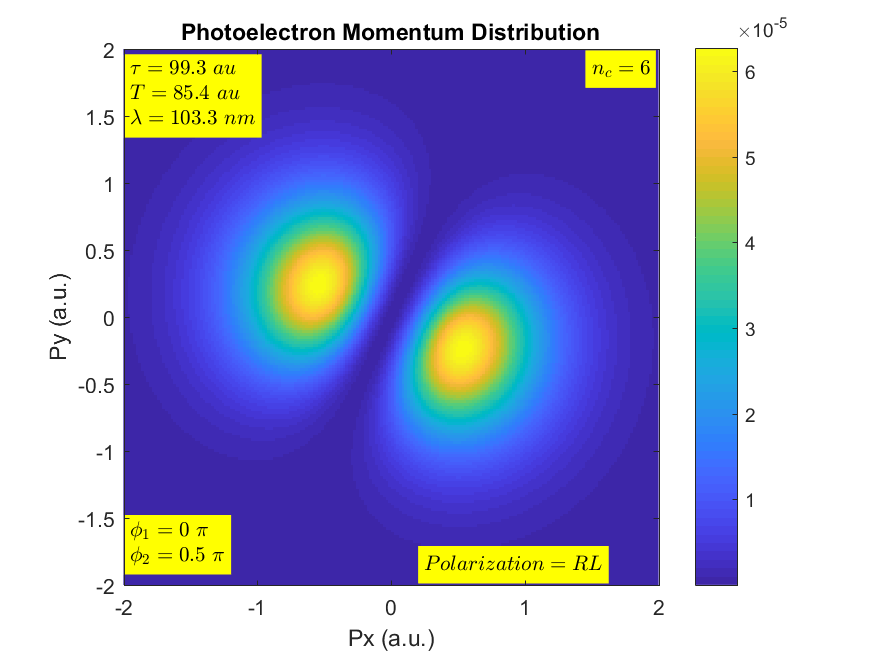 Photoelectron Momentum Distribution
×10⁻⁵
τ = 99.3 au
T = 85.4 au
λ = 103.3 nm
n_c = 6
ϕ₁ = 0 π
ϕ₂ = 0.5 π
Polarization = RL
Py (a.u.)
2
1.5
1
0.5
0
-0.5
-1
-1.5
-2
-2 -1 0 1 2
Px (a.u.)
6
5
4
3
2
1